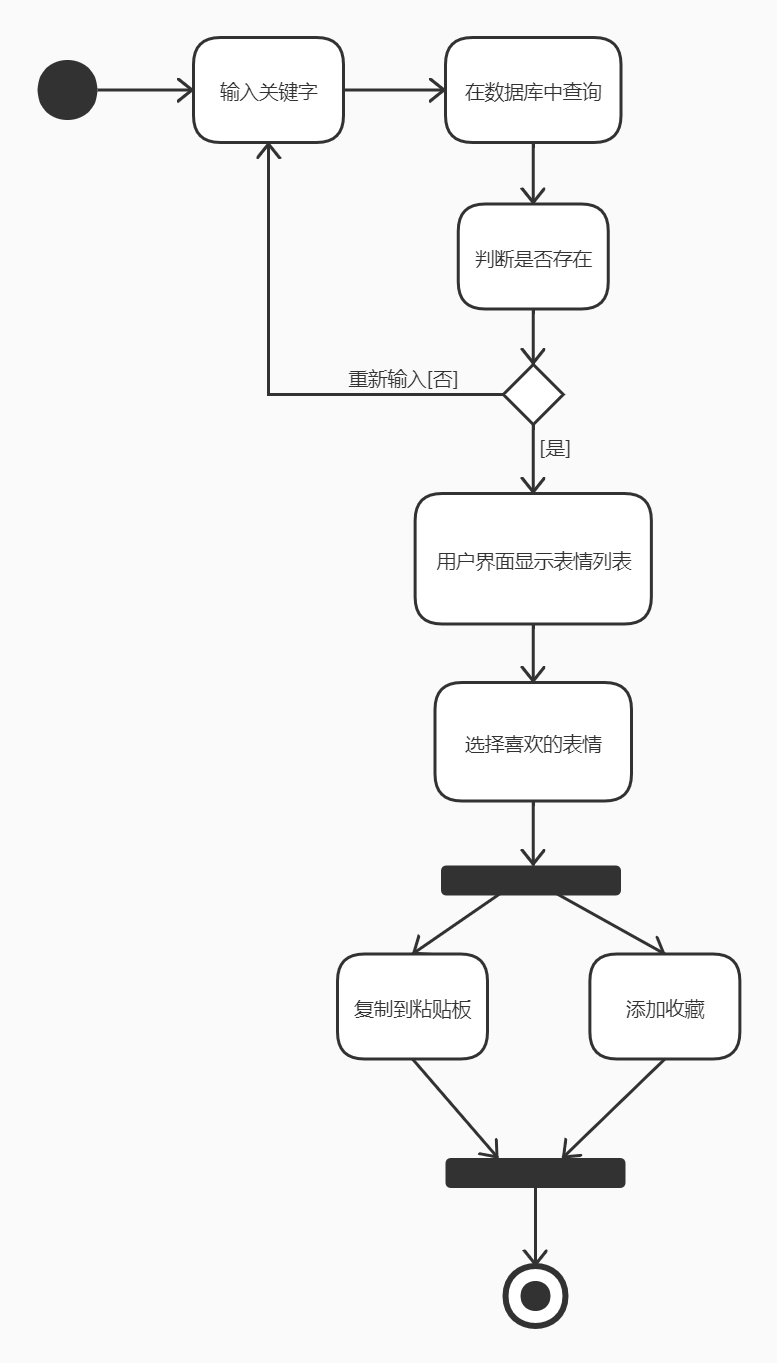 输入关键字
在数据库中查询
判断是否存在
重新输入[否]
[是]
用户界面显示表情列表
选择喜欢的表情
复制到粘贴板
添加收藏